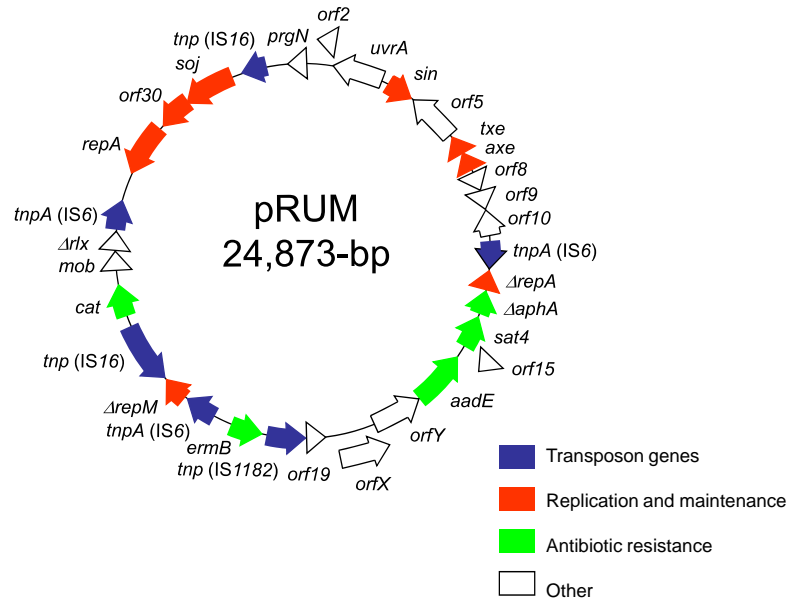 orf2
prgN
tnp (IS16)
uvrA
soj
sin
orf30
orf5
txe
repA
axe
orf8
orf9
pRUM
24,873-bp
tnpA (IS6)
orf10
Δrlx
tnpA (IS6)
mob
ΔrepA
cat
ΔaphA
sat4
tnp (IS16)
orf15
ΔrepM
aadE
tnpA (IS6)
ermB
orfY
tnp (IS1182)
orf19
orfX
Transposon genes
Replication and maintenance
Antibiotic resistance
Other